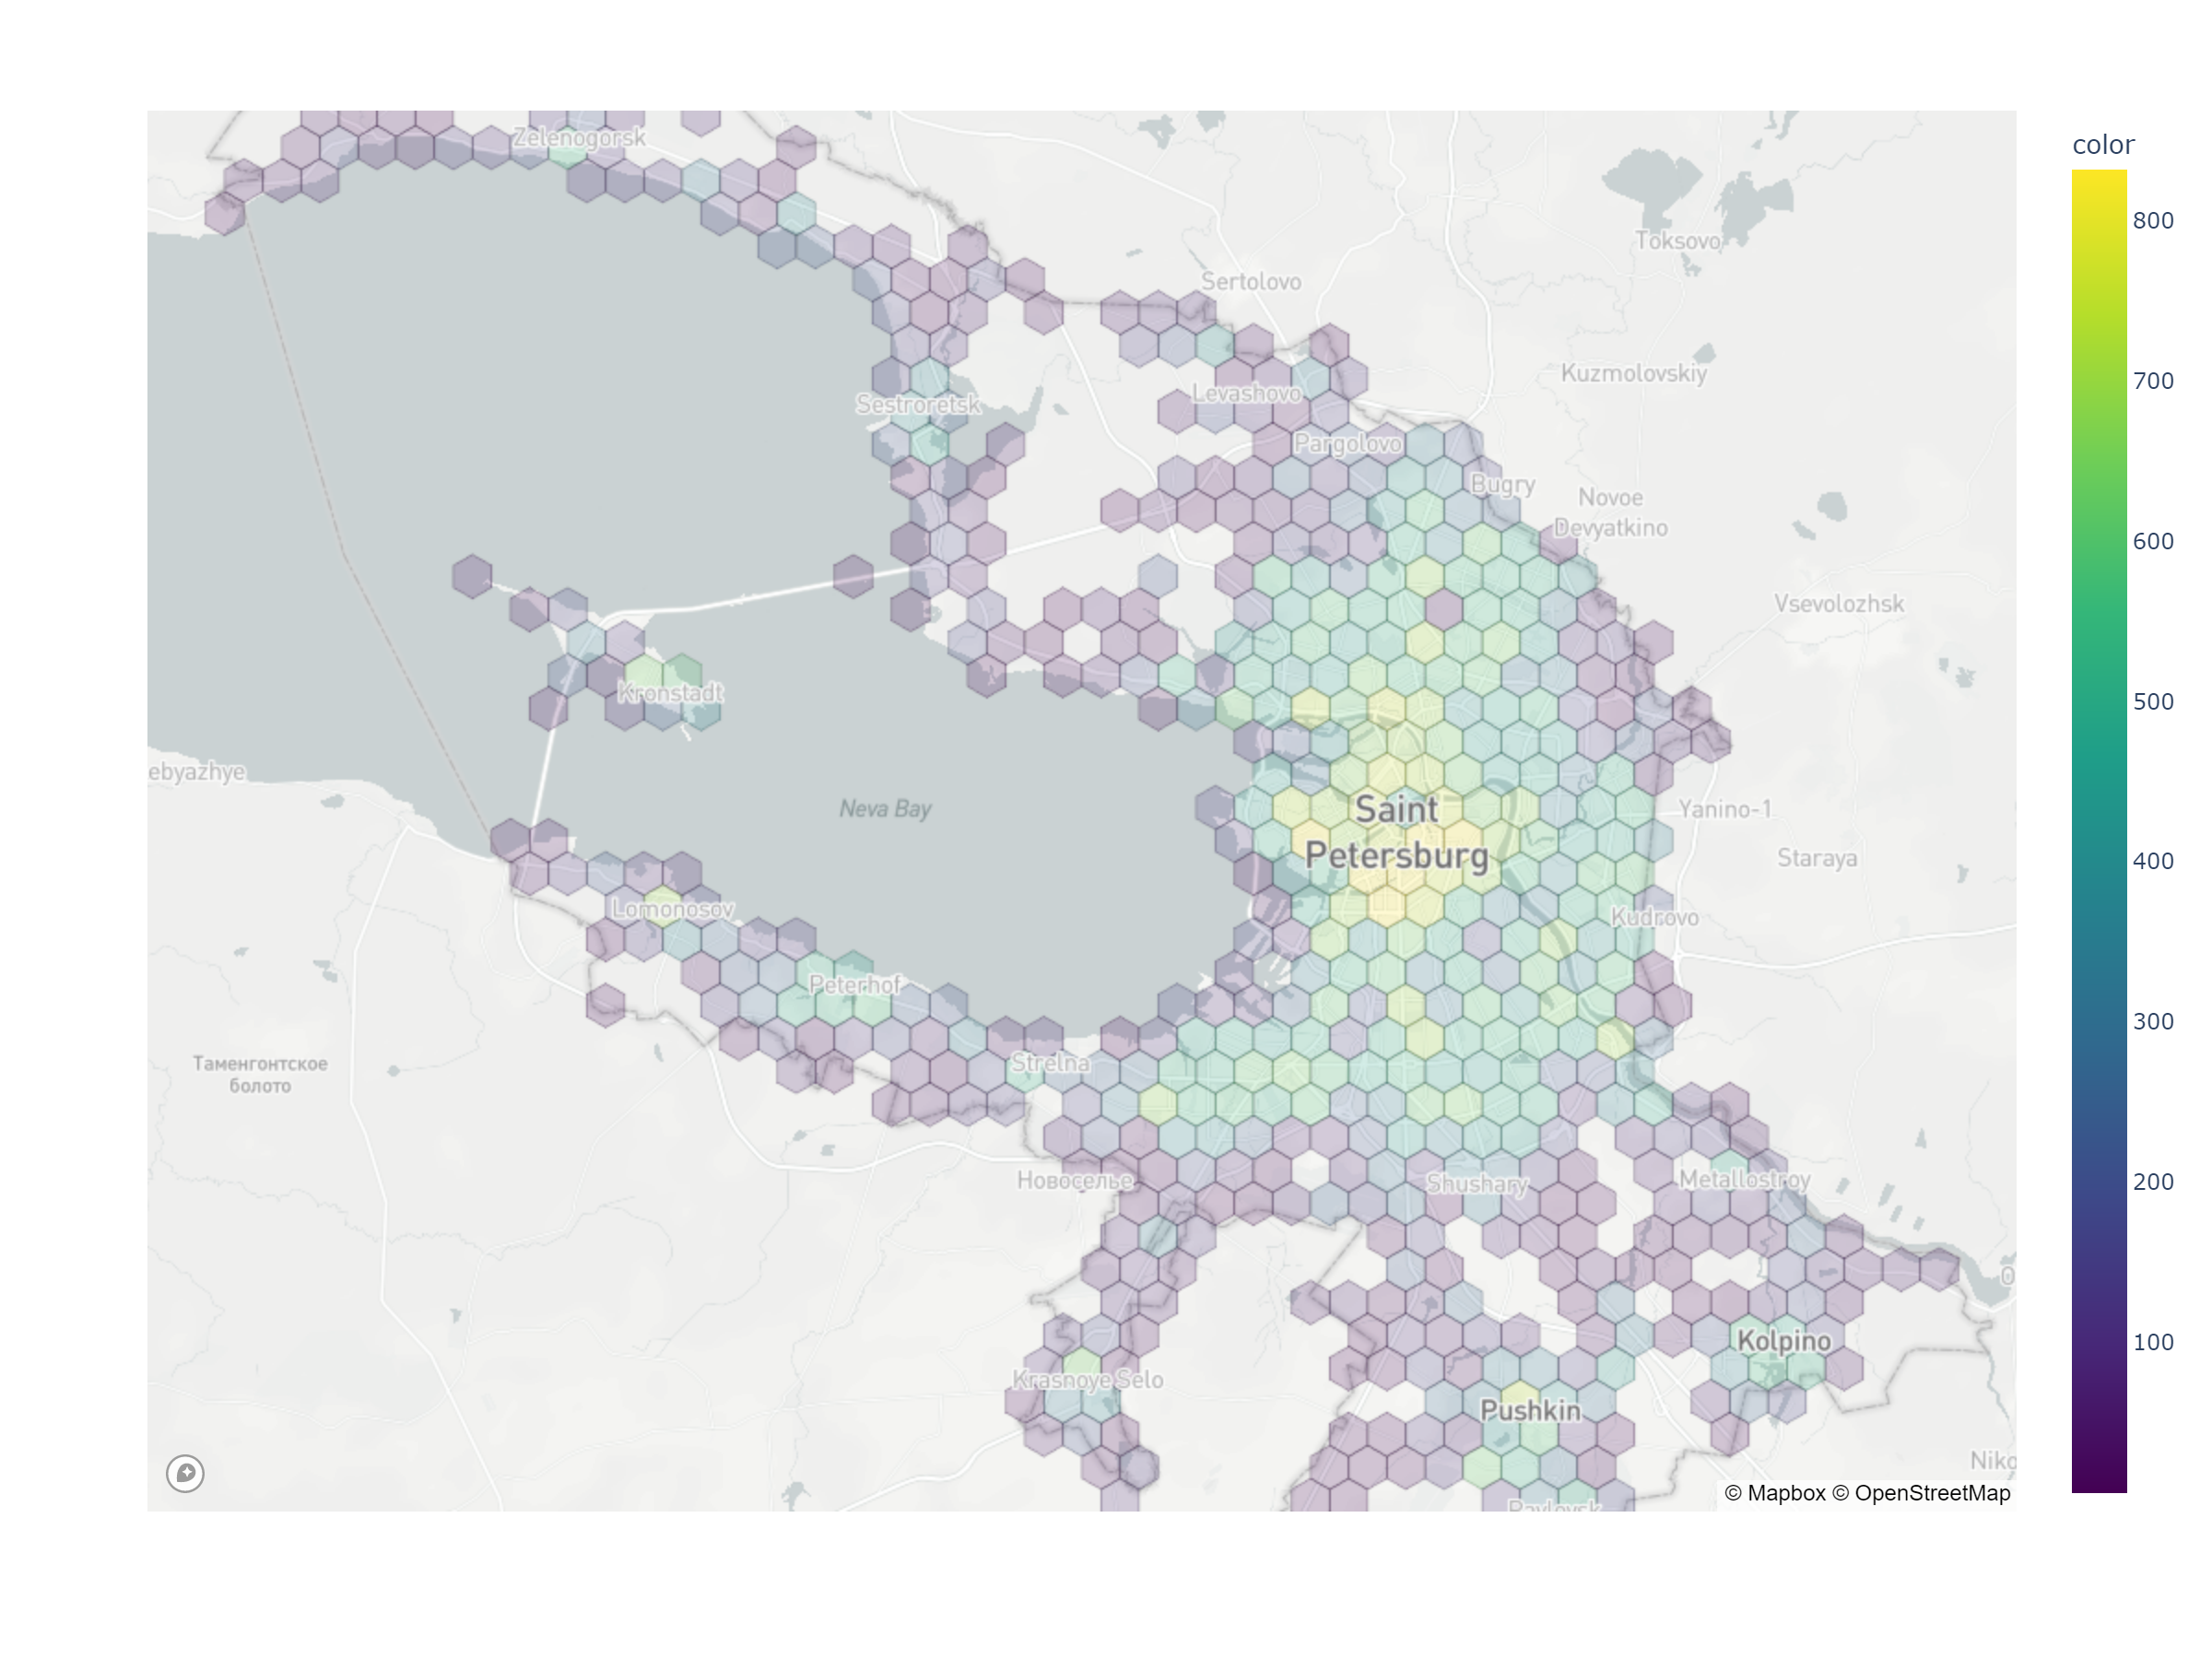 color
Zelenogorsk
800
Toksovo
Sertolovo
Kuzmolovskiy
700
Levashovo
Sestroretsk
Pargolovo
Bugry
Novoe
Devyatkino
600
Vsevolozhsk
Kronstadt
500
ebyazhye
Neva Bay
Saint
Petersburg
Yanino-1
Staraya
400
Lomonosov
Kudrovo
Peterhof
300
Strelna
Таменгонтское
болото
Новоселье
Shushary
Metallostroy
200
O
Kolpino
100
Krasnoye Selo
Pushkin
Niko
Pavlovsk
© Mapbox © OpenStreetMap